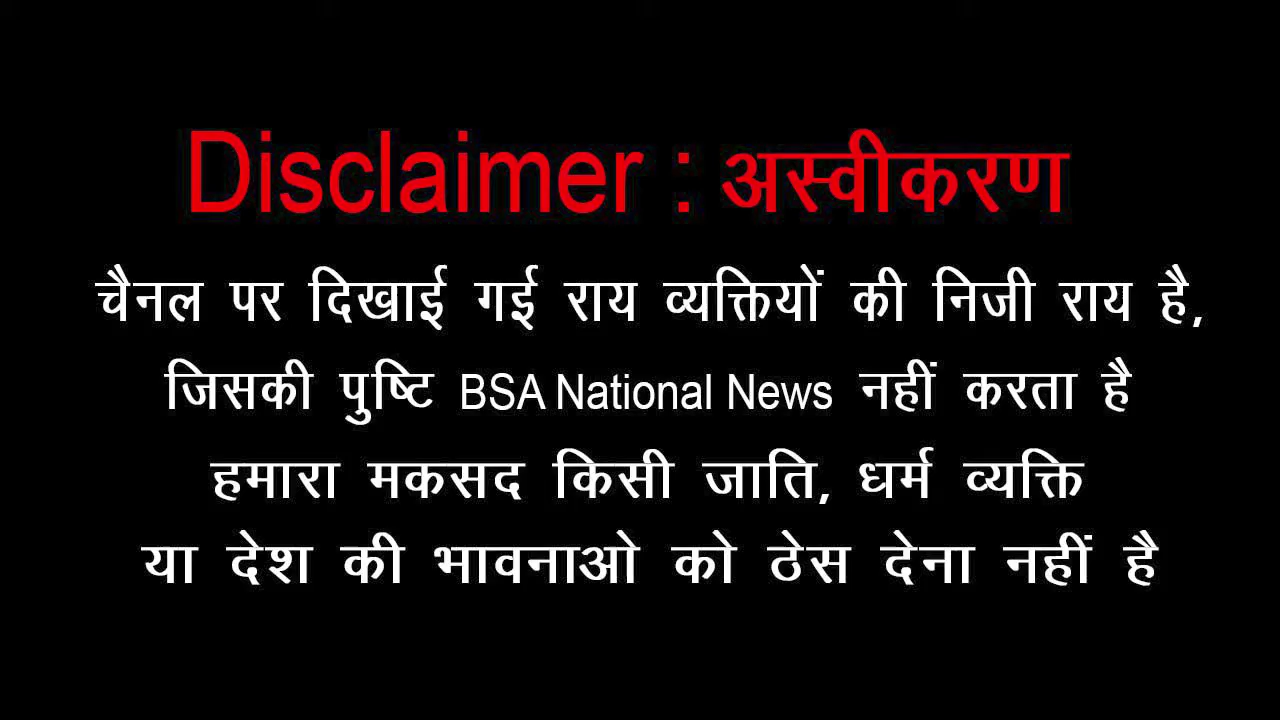 Disclaimer : अस्वीकरण
चैनल पर दिखाई गई राय व्यक्तियों की निजी राय है,
जिसकी पुष्टि BSA National News नहीं करता है
हमारा मकसद किसी जाति, धर्म व्यक्ति
या देश की भावनाओ को ठेस देना नहीं है